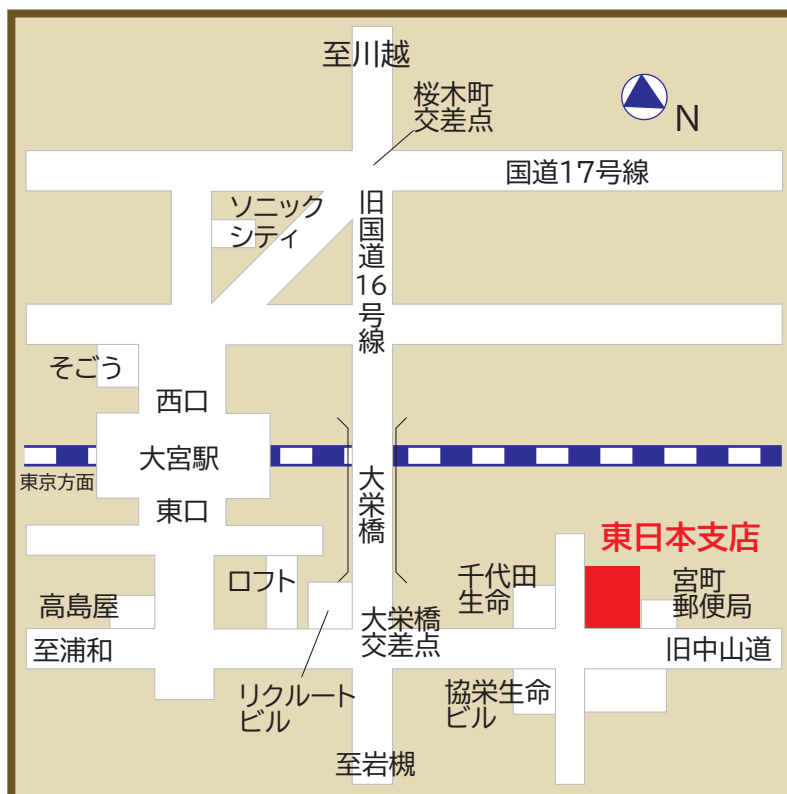 至川越
桜木町
交差点
N
国道17号線
ソニック
シティ
旧国道16号線
そごう
西口
大宮駅
東京方面
東口
大栄橋
東日本支店
ロフト
千代田
生命
宮町
郵便局
高島屋
大栄橋
交差点
至浦和
旧中山道
リクルート
ビル
協栄生命
ビル
至岩槻